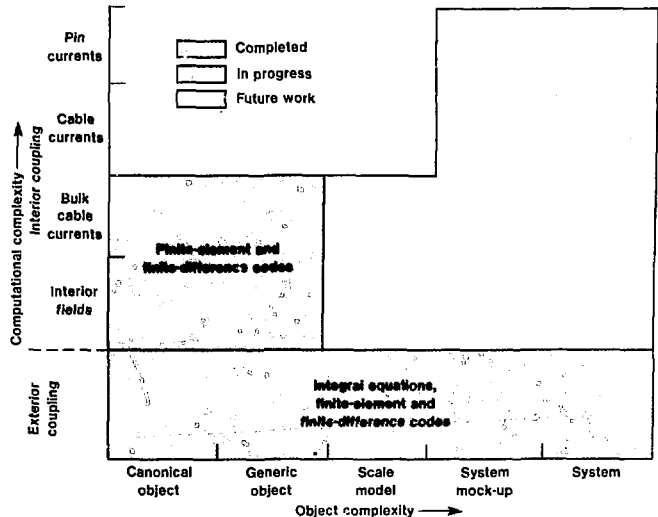 Pin
currents
Cable
currents
Bulk
cable
currents
Interior
fields
Exterior
coupling
Computational complexity
Interior coupling
Completed
In progress
Future work
Finite-element and
finite-difference codes
Integral equations,
finite-element and
finite-difference codes
Canonical
object
Generic
object
Scale
model
System
mock-up
System
Object complexity